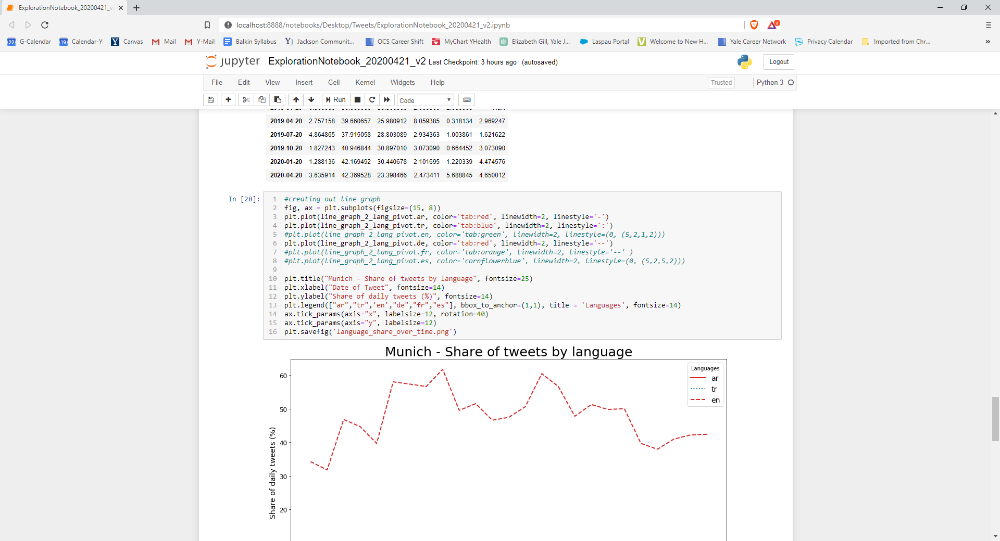 ExplorationNotebook_20200421_v
localhost:8888/notebooks/Desktop/Tweets/ExplorationNotebook_20200421_v2.ipynb
2
22 G-Calendar 19 Calendar-Y Y Canvas Mail Y-Mail Balkin Syllabus YJ Jackson Communit... OCS Career Shift MyChart YHealth Elizabeth Gill, Yale J... Laspau Portal Welcome to New H... Yale Career Network Privacy Calendar Imported from Chr... »
jupyter ExplorationNotebook_20200421_v2 Last Checkpoint: 3 hours ago (autosaved) Logout
File Edit View Insert Cell Kernel Widgets Help Trusted Python 3
Run Code
2019-04-20 2.757158 39.660657 25.980912 8.059385 0.318134 2.969247
2019-07-20 4.864865 37.915058 28.803089 2.934363 1.003861 1.621622
2019-10-20 1.827243 40.946844 30.897010 3.073090 0.664452 3.073090
2020-01-20 1.288136 42.169492 30.440678 2.101695 1.220339 4.474576
2020-04-20 3.635914 42.369528 23.398466 2.473411 5.688845 4.650012
In [28]:
1 #creating out line graph
2 fig, ax = plt.subplots(figsize=(15, 8))
3 plt.plot(line_graph_2_lang_pivot.ar, color='tab:red', linewidth=2, linestyle='-')
4 plt.plot(line_graph_2_lang_pivot.tr, color='tab:blue', linewidth=2, linestyle=':')
5 #plt.plot(line_graph_2_lang_pivot.en, color='tab:green', linewidth=2, linestyle=(0, (5,2,1,2)))
6 plt.plot(line_graph_2_lang_pivot.de, color='tab:red', linewidth=2, linestyle='--')
7 #plt.plot(line_graph_2_lang_pivot.fr, color='tab:orange', linewidth=2, linestyle='--' )
8 #plt.plot(line_graph_2_lang_pivot.es, color='cornflowerblue', linewidth=2, linestyle=(0, (5,2,5,2)))
9
10 plt.title("Munich - Share of tweets by language", fontsize=25)
11 plt.xlabel("Date of Tweet", fontsize=14)
12 plt.ylabel("Share of daily tweets (%)", fontsize=14)
13 plt.legend(["ar","tr",'en',"de","fr","es"], bbox_to_anchor=(1,1), title = 'Languages', fontsize=14)
14 ax.tick_params(axis="x", labelsize=12, rotation=40)
15 ax.tick_params(axis="y", labelsize=12)
16 plt.savefig('language_share_over_time.png')
Munich - Share of tweets by language
Languages
ar
tr
en
60
50
40
30
20
Share of daily tweets (%)